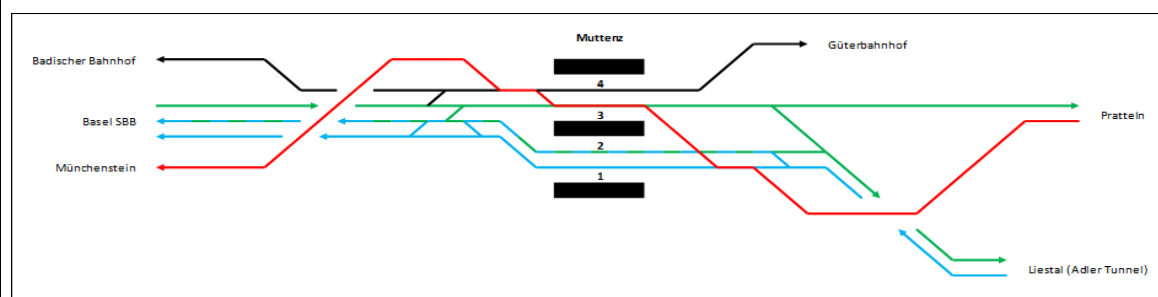 Muttenz
Badischer Bahnhof
Güterbahnhof
4
Basel SBB
3
Pratteln
2
Münchenstein
1
Liestal (Adler Tunnel)